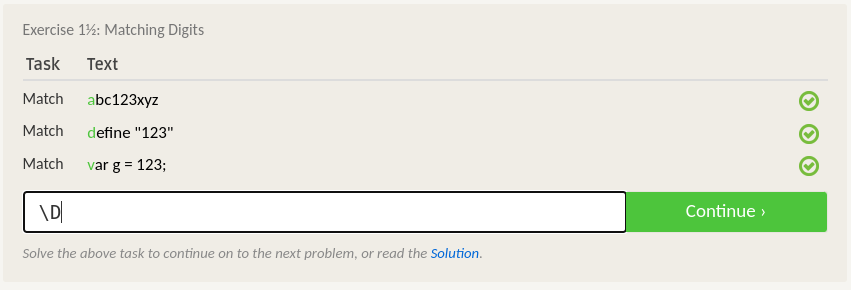 Exercise 1½: Matching Digits
Task Text
Match abc123xyz
Match define "123"
Match var g = 123;
\D
Continue ›
Solve the above task to continue on to the next problem, or read the Solution.